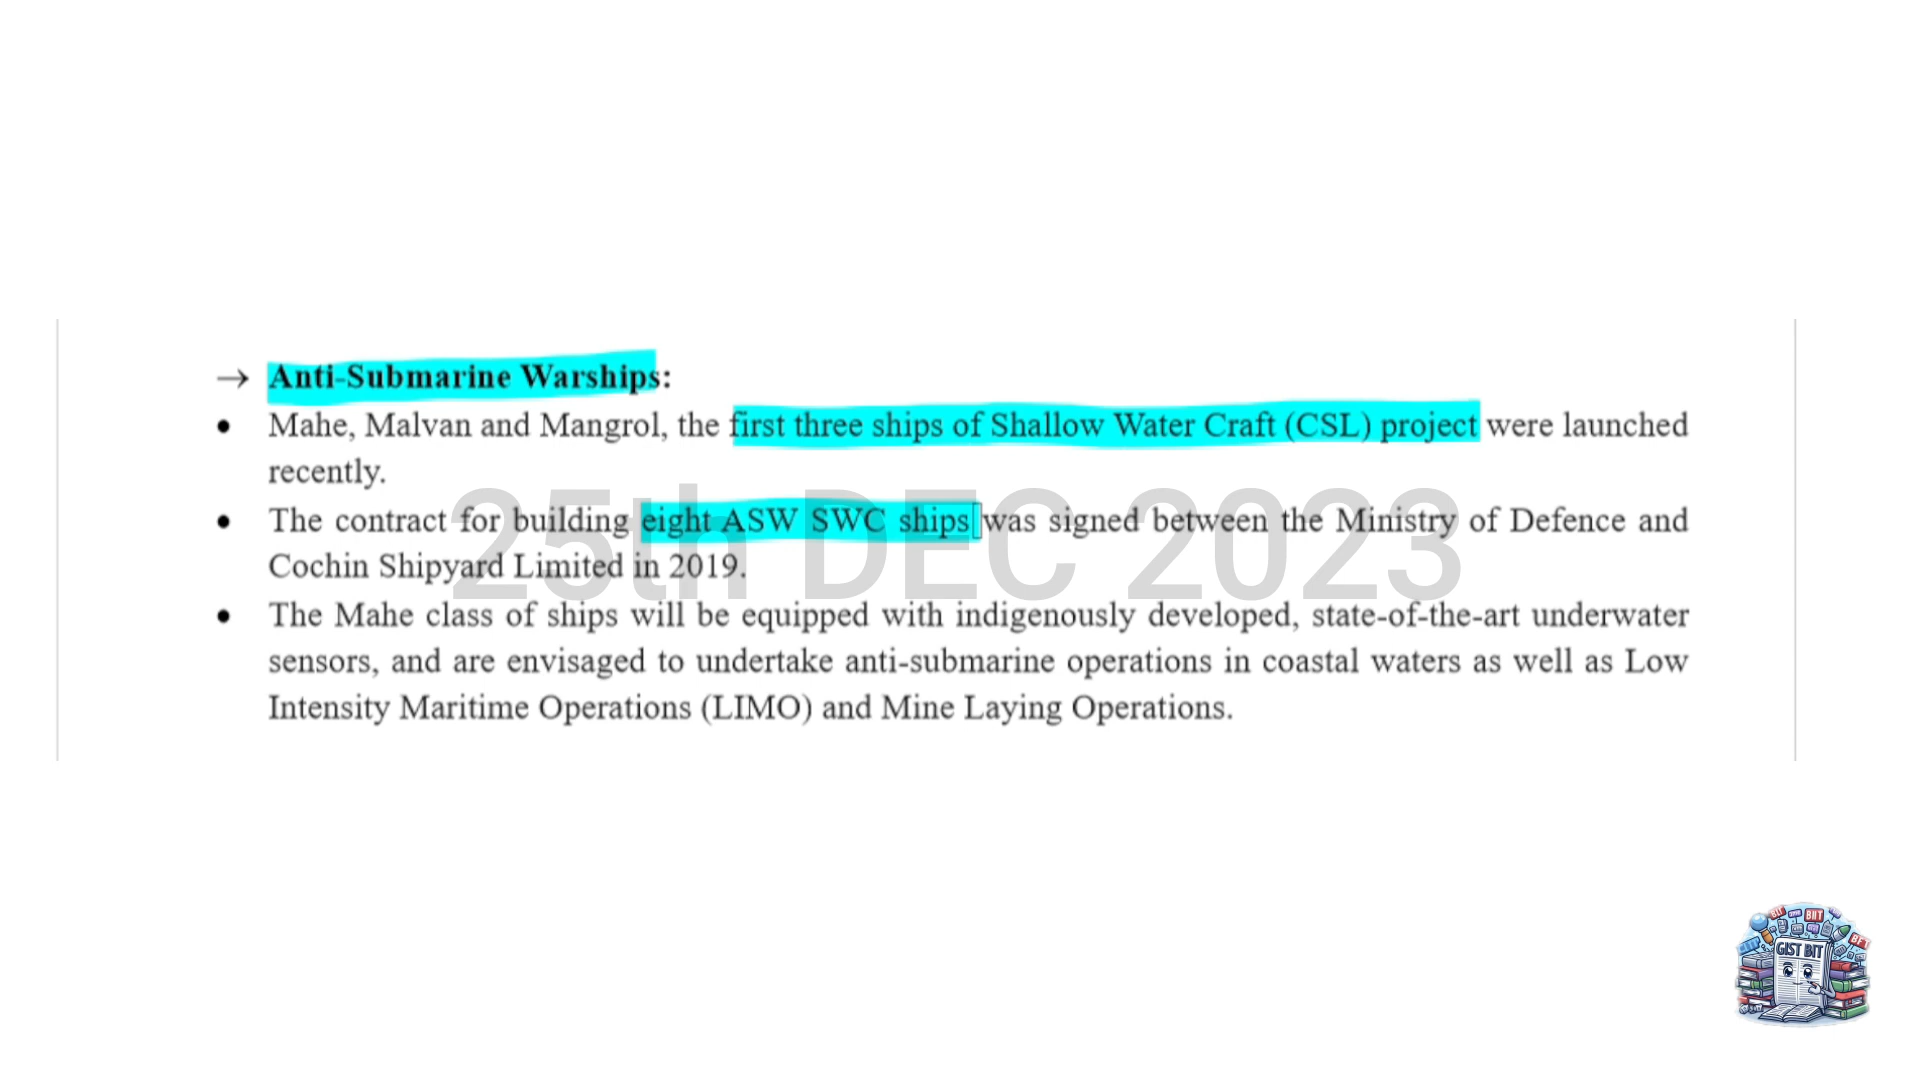 → Anti-Submarine Warships:
• Mahe, Malvan and Mangrol, the first three ships of Shallow Water Craft (CSL) project were launched
recently.
25th DEC 2023
• The contract for building eight ASW SWC ships was signed between the Ministry of Defence and
Cochin Shipyard Limited in 2019.
• The Mahe class of ships will be equipped with indigenously developed, state-of-the-art underwater
sensors, and are envisaged to undertake anti-submarine operations in coastal waters as well as Low
Intensity Maritime Operations (LIMO) and Mine Laying Operations.
GIST BIT